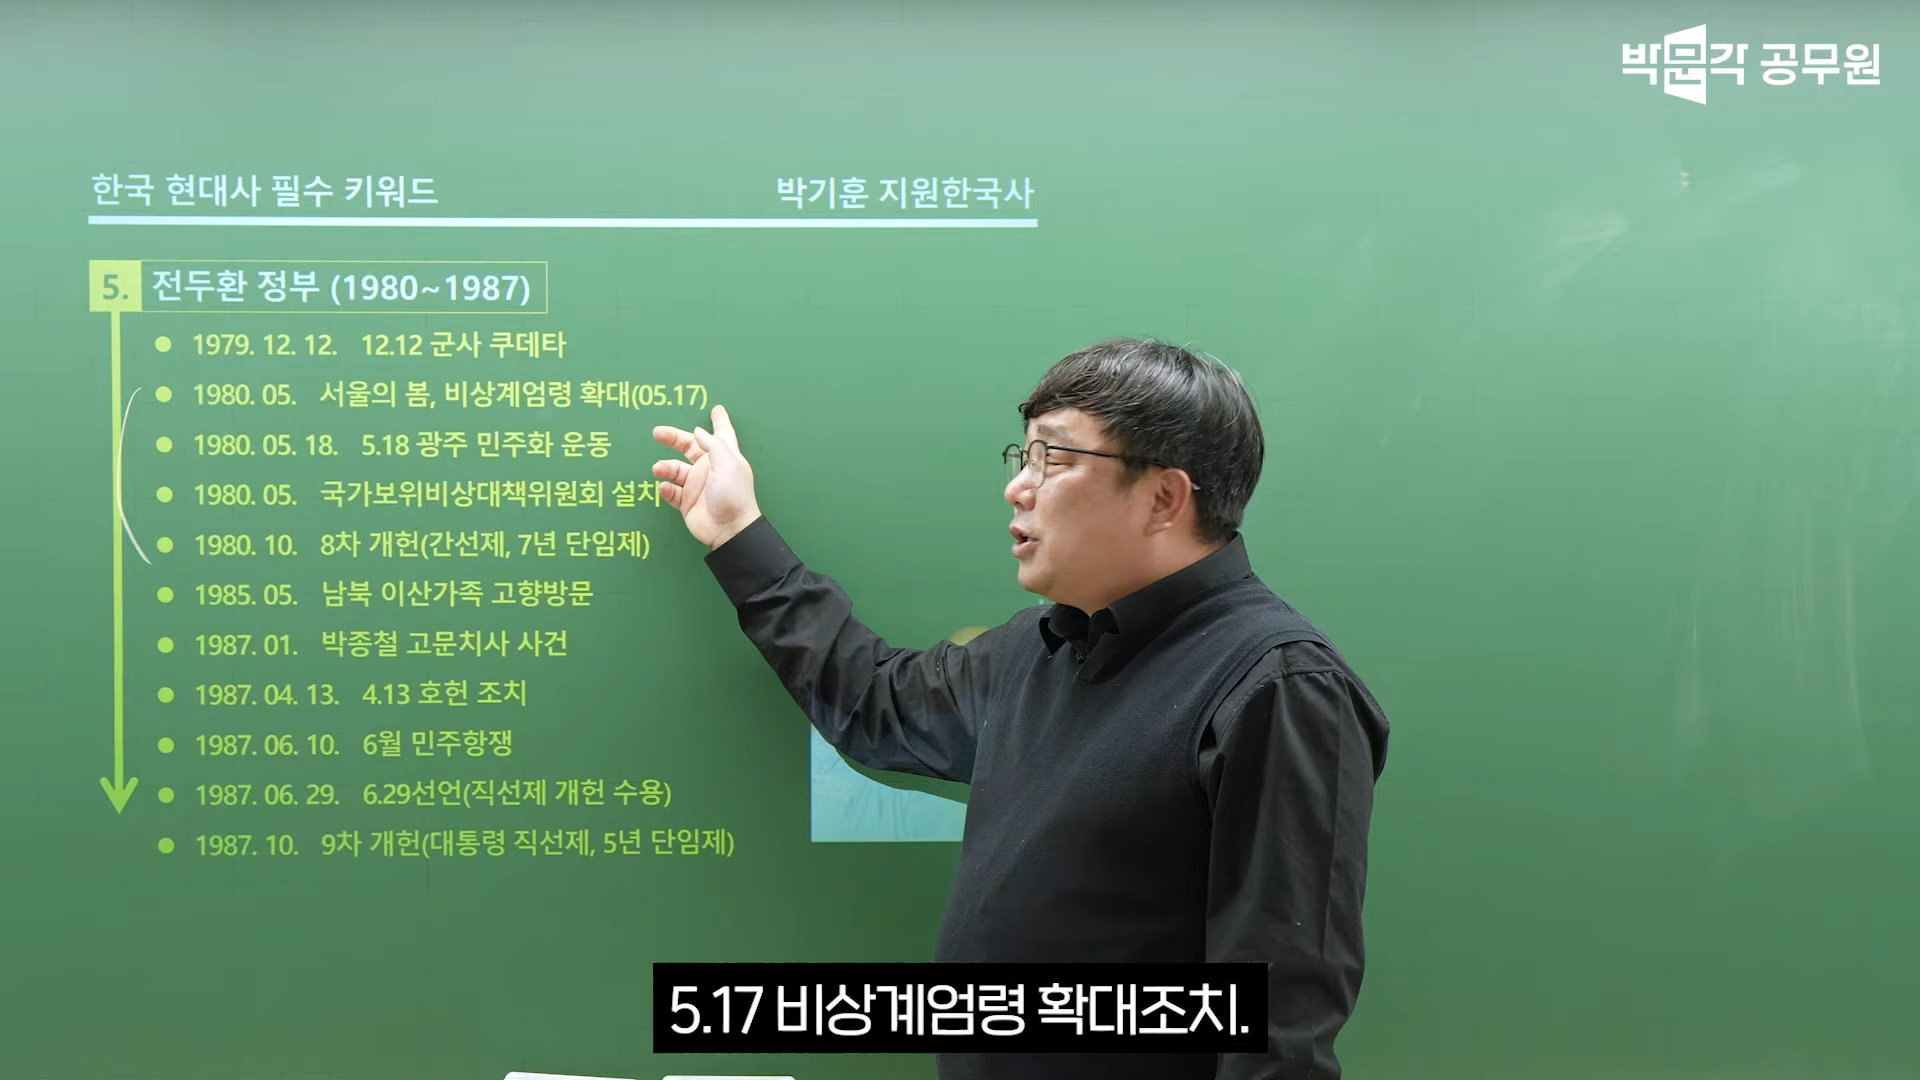 박문각 공무원
한국 현대사 필수 키워드 박기훈 지원한국사
5. 전두환 정부 (1980~1987)
1979. 12. 12. 12.12 군사 쿠데타
1980. 05. 서울의 봄, 비상계엄령 확대(05.17)
1980. 05. 18. 5.18 광주 민주화 운동
1980. 05. 국가보위비상대책위원회 설치
1980. 10. 8차 개헌(간선제, 7년 단임제)
1985. 05. 남북 이산가족 고향방문
1987. 01. 박종철 고문치사 사건
1987. 04. 13. 4.13 호헌 조치
1987. 06. 10. 6월 민주항쟁
1987. 06. 29. 6.29선언(직선제 개헌 수용)
1987. 10. 9차 개헌(대통령 직선제, 5년 단임제)
5.17 비상계엄령 확대조치.